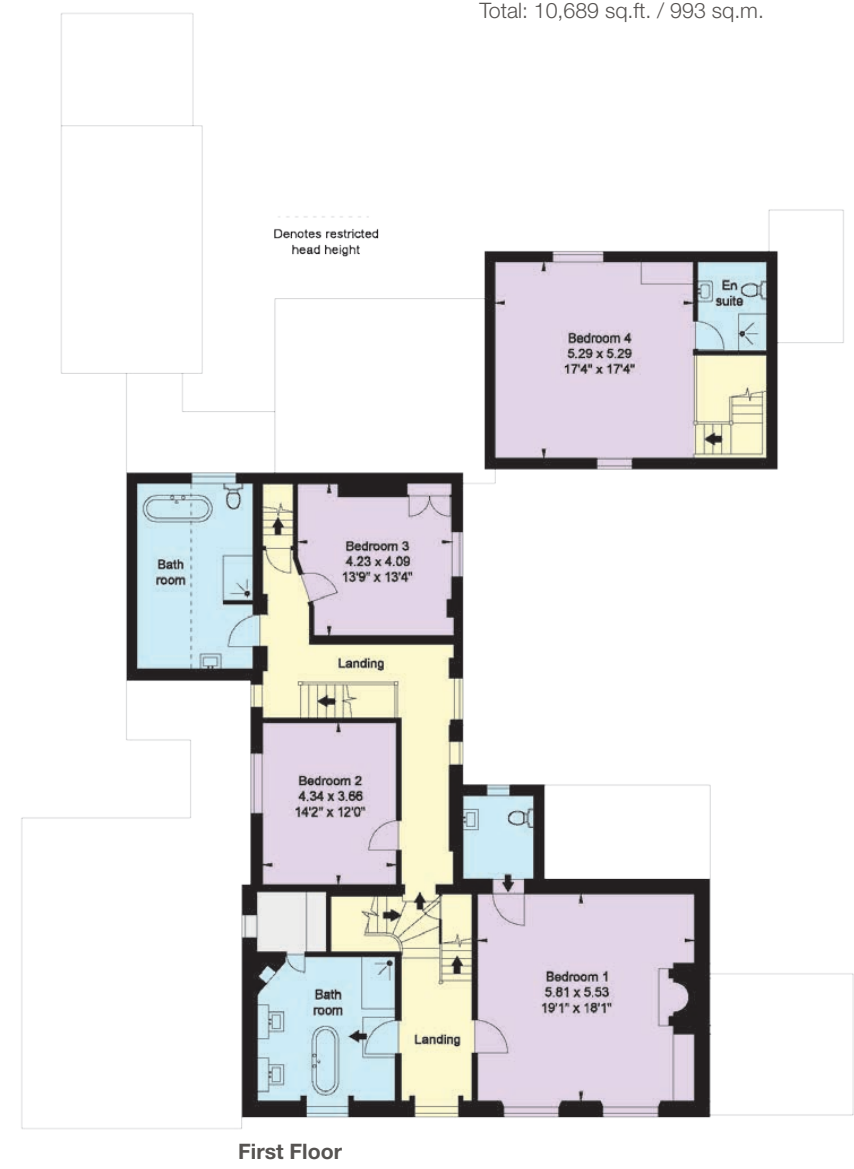 Total: 10,689 sq.ft. / 993 sq.m.
Denotes restricted
head height
En
suite
Bedroom 4
5.29 x 5.29
17'4" x 17'4"
Bedroom 3
4.23 x 4.09
13'9" x 13'4"
Bath
room
Landing
Bedroom 2
4.34 x 3.66
14'2" x 12'0"
Bedroom 1
5.81 x 5.53
19'1" x 18'1"
Bath
room
Landing
First Floor